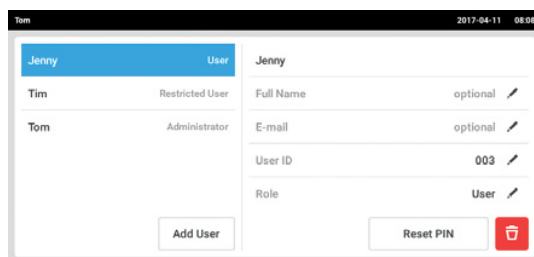 Tom 2017-04-11 08:08
Jenny User
Tim Restricted User
Tom Administrator
Add User
Jenny
Full Name optional
E-mail optional
User ID 003
Role User
Reset PIN